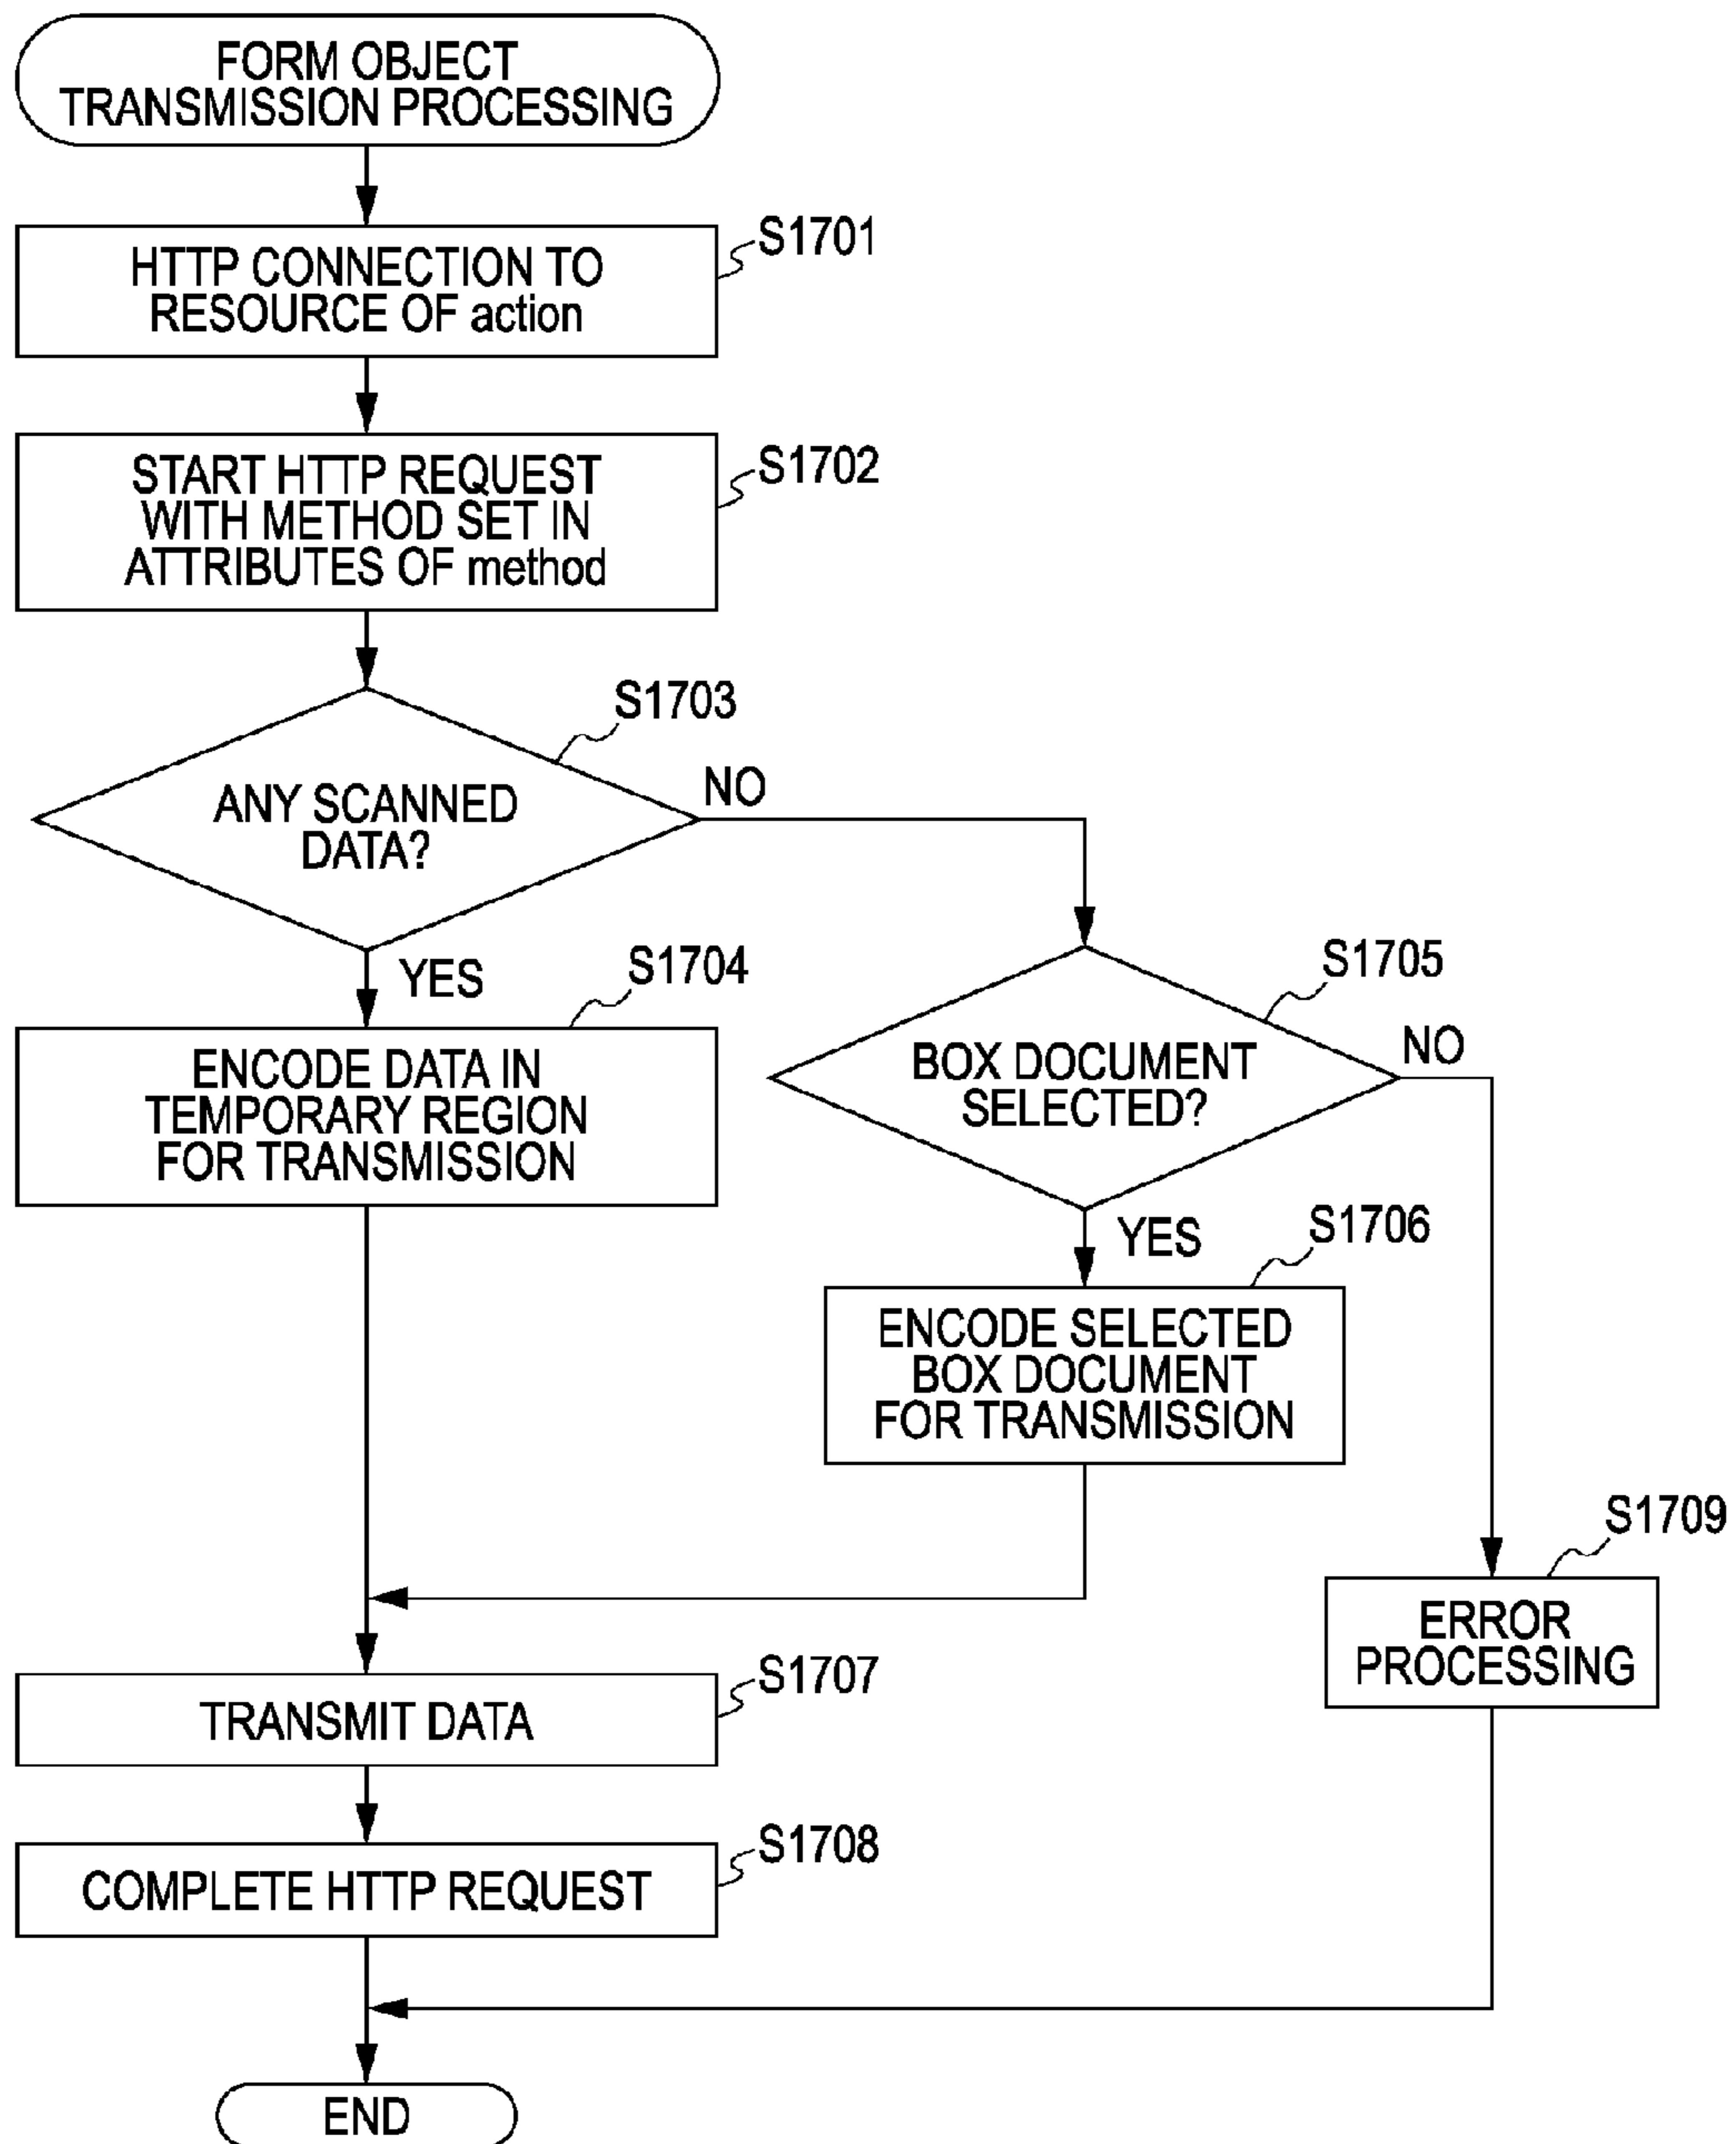 FORM OBJECT
TRANSMISSION PROCESSING
S1701
HTTP CONNECTION TO
RESOURCE OF action
S1702
START HTTP REQUEST
WITH METHOD SET IN
ATTRIBUTES OF method
S1703
ANY SCANNED
DATA?
NO
YES
S1704
ENCODE DATA IN
TEMPORARY REGION
FOR TRANSMISSION
S1705
BOX DOCUMENT
SELECTED?
NO
YES
S1706
ENCODE SELECTED
BOX DOCUMENT
FOR TRANSMISSION
S1709
ERROR
PROCESSING
S1707
TRANSMIT DATA
S1708
COMPLETE HTTP REQUEST
END